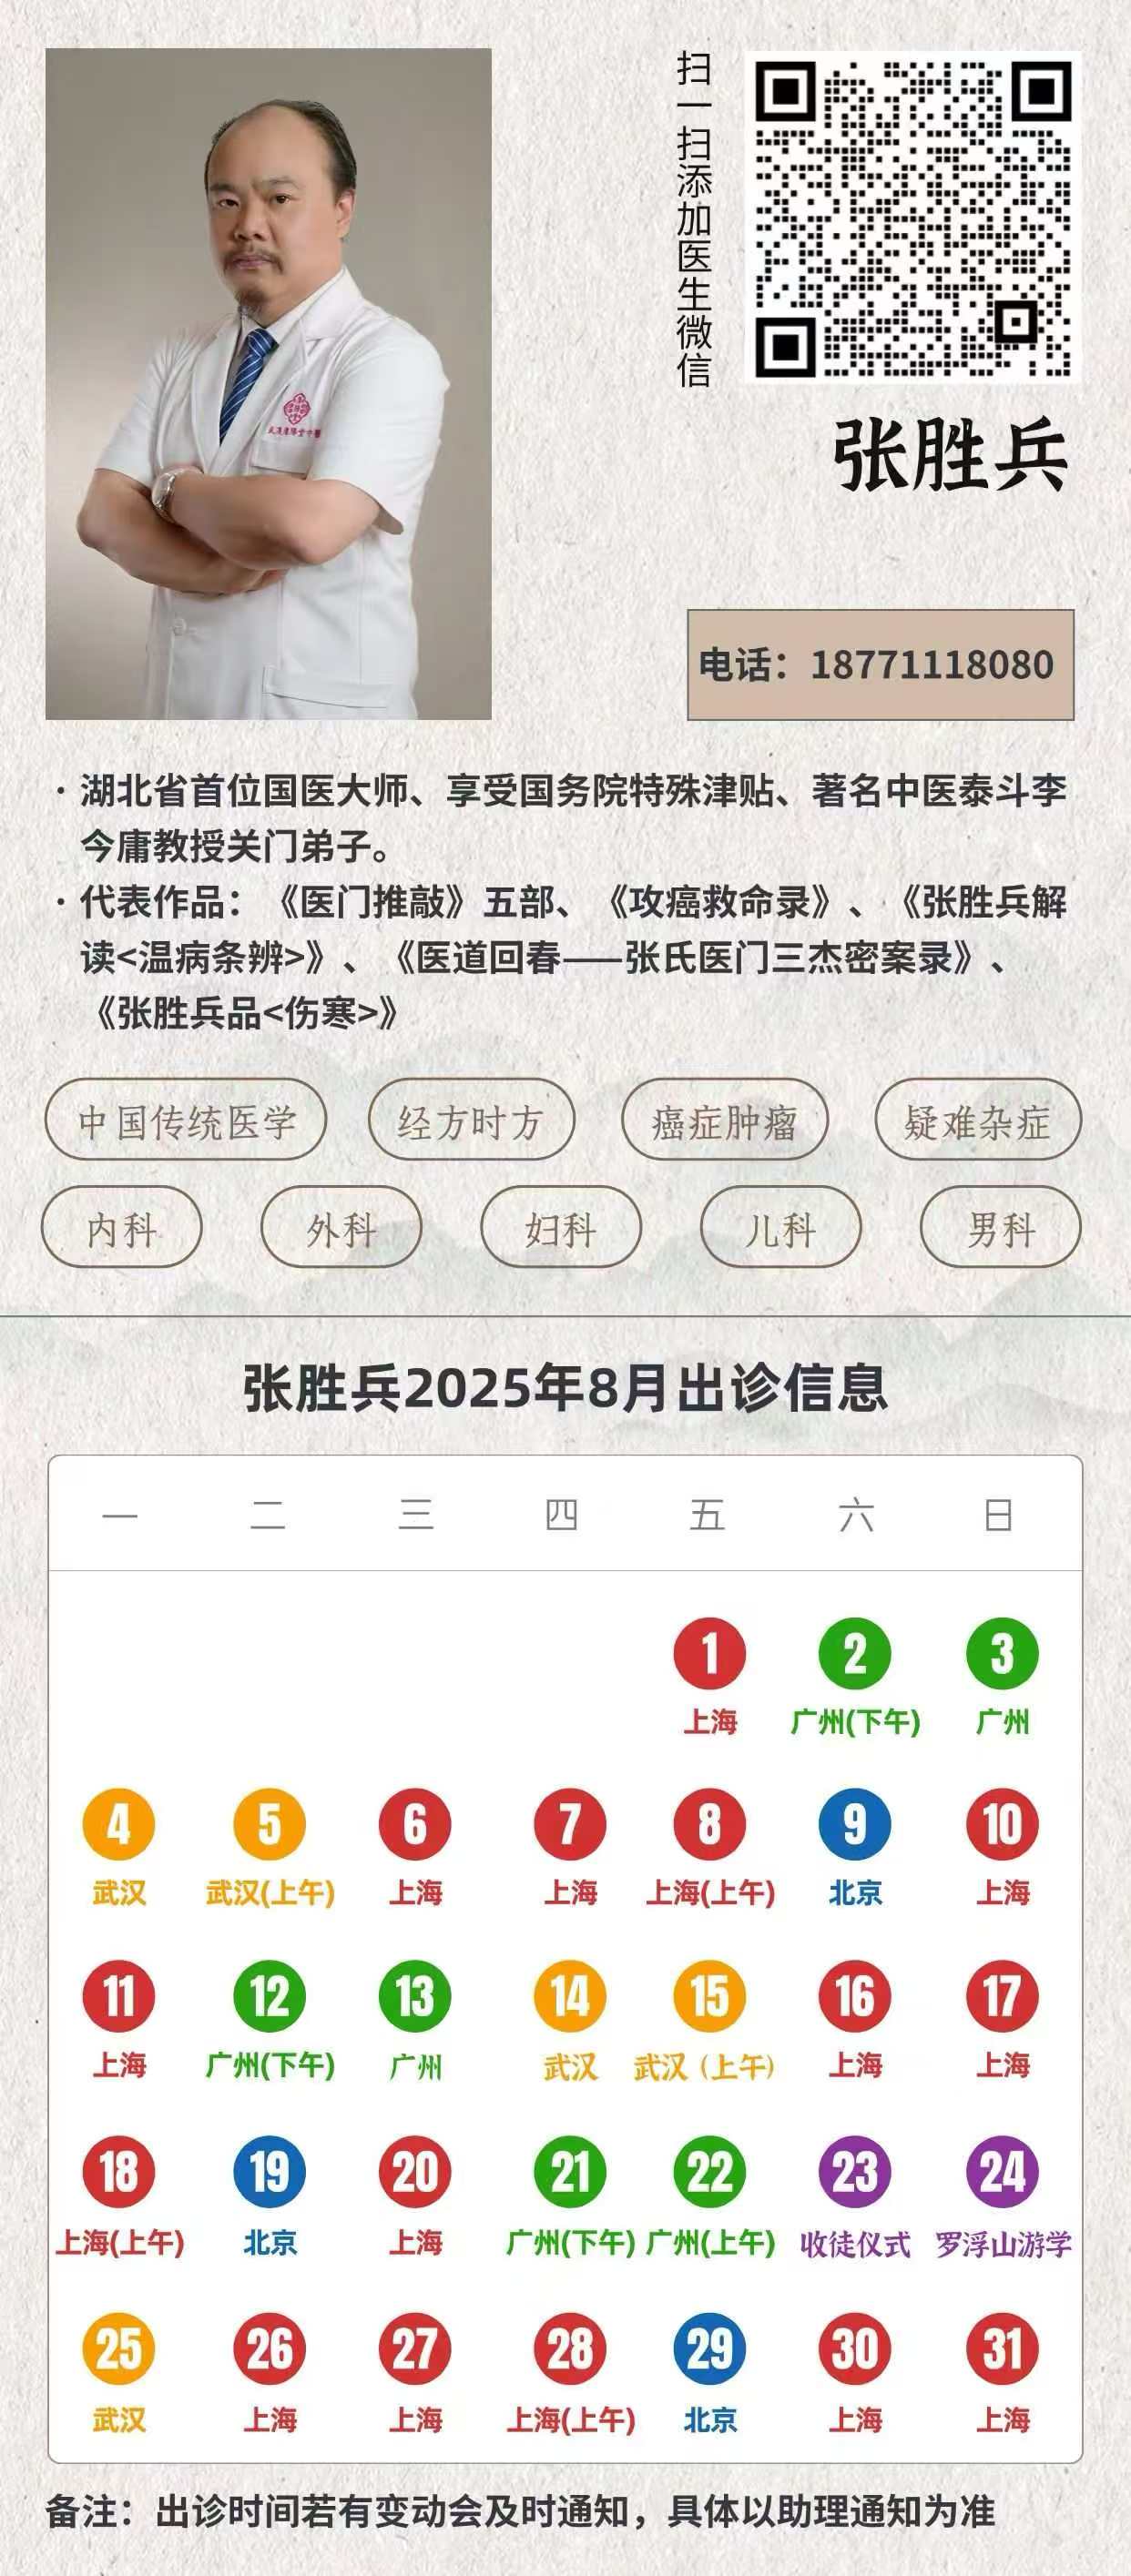 扫一扫添加医生微信
张胜兵
电话：18771118080
· 湖北省首位国医大师、享受国务院特殊津贴、著名中医泰斗李
今庸教授关门弟子。
· 代表作品：《医门推敲》五部、《攻癌救命录》、《张胜兵解
读<温病条辨>》、《医道回春——张氏医门三杰密案录》、
《张胜兵品<伤寒>》
中国传统医学 经方时方 癌症肿瘤 疑难杂症
内科 外科 妇科 儿科 男科
张胜兵2025年8月出诊信息
一 二 三 四 五 六 日
1 2 3
上海 广州(下午) 广州
4 5 6 7 8 9 10
武汉 武汉(上午) 上海 上海 上海(上午) 北京 上海
11 12 13 14 15 16 17
上海 广州(下午) 广州 武汉 武汉（上午） 上海 上海
18 19 20 21 22 23 24
上海(上午) 北京 上海 广州(下午) 广州(上午) 收徒仪式 罗浮山游学
25 26 27 28 29 30 31
武汉 上海 上海 上海(上午) 北京 上海 上海
备注：出诊时间若有变动会及时通知，具体以助理通知为准